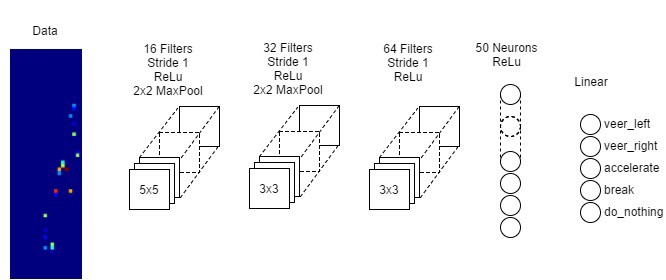 Data
16 Filters
Stride 1
ReLu
2x2 MaxPool
32 Filters
Stride 1
ReLu
2x2 MaxPool
64 Filters
Stride 1
ReLu
50 Neurons
ReLu
Linear
5x5
3x3
3x3
veer_left
veer_right
accelerate
break
do_nothing